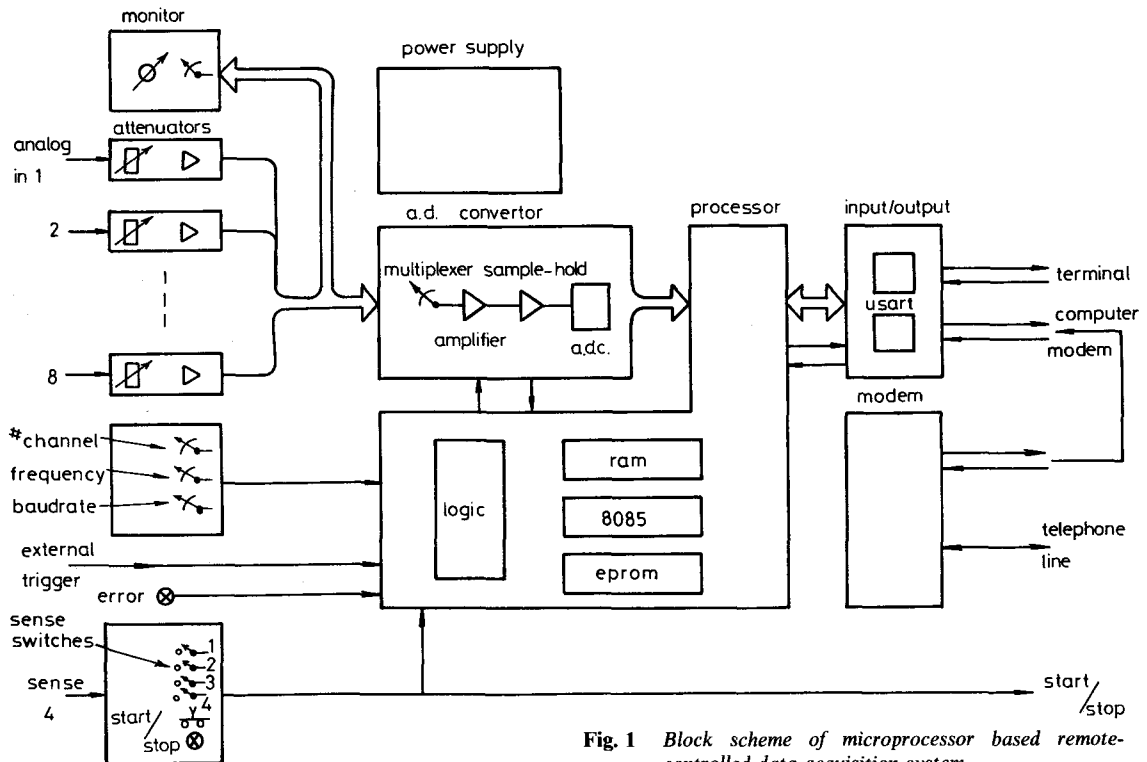 monitor
power supply
attenuators
analog
in 1
2
8
a.d. convertor
multiplexer sample-hold
amplifier
a.d.c.
processor
input/output
usart
terminal
computer
modem
modem
#channel
frequency
baudrate
logic
ram
8085
eprom
external
trigger
error
telephone
line
sense
switches
1
2
3
4
sense
4
start/
stop
start/
stop
Fig. 1 Block scheme of microprocessor based remote-
controlled data acquisition system